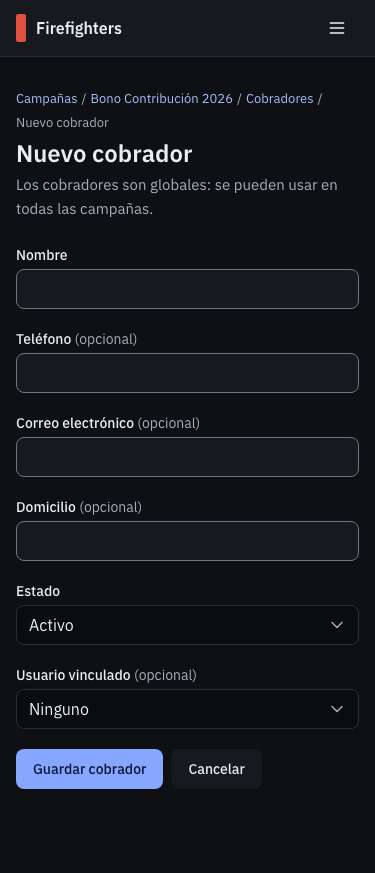 Firefighters
Campañas / Bono Contribución 2026 / Cobradores /
Nuevo cobrador
Nuevo cobrador
Los cobradores son globales: se pueden usar en
todas las campañas.
Nombre
Teléfono (opcional)
Correo electrónico (opcional)
Domicilio (opcional)
Estado
Activo
Usuario vinculado (opcional)
Ninguno
Guardar cobrador Cancelar